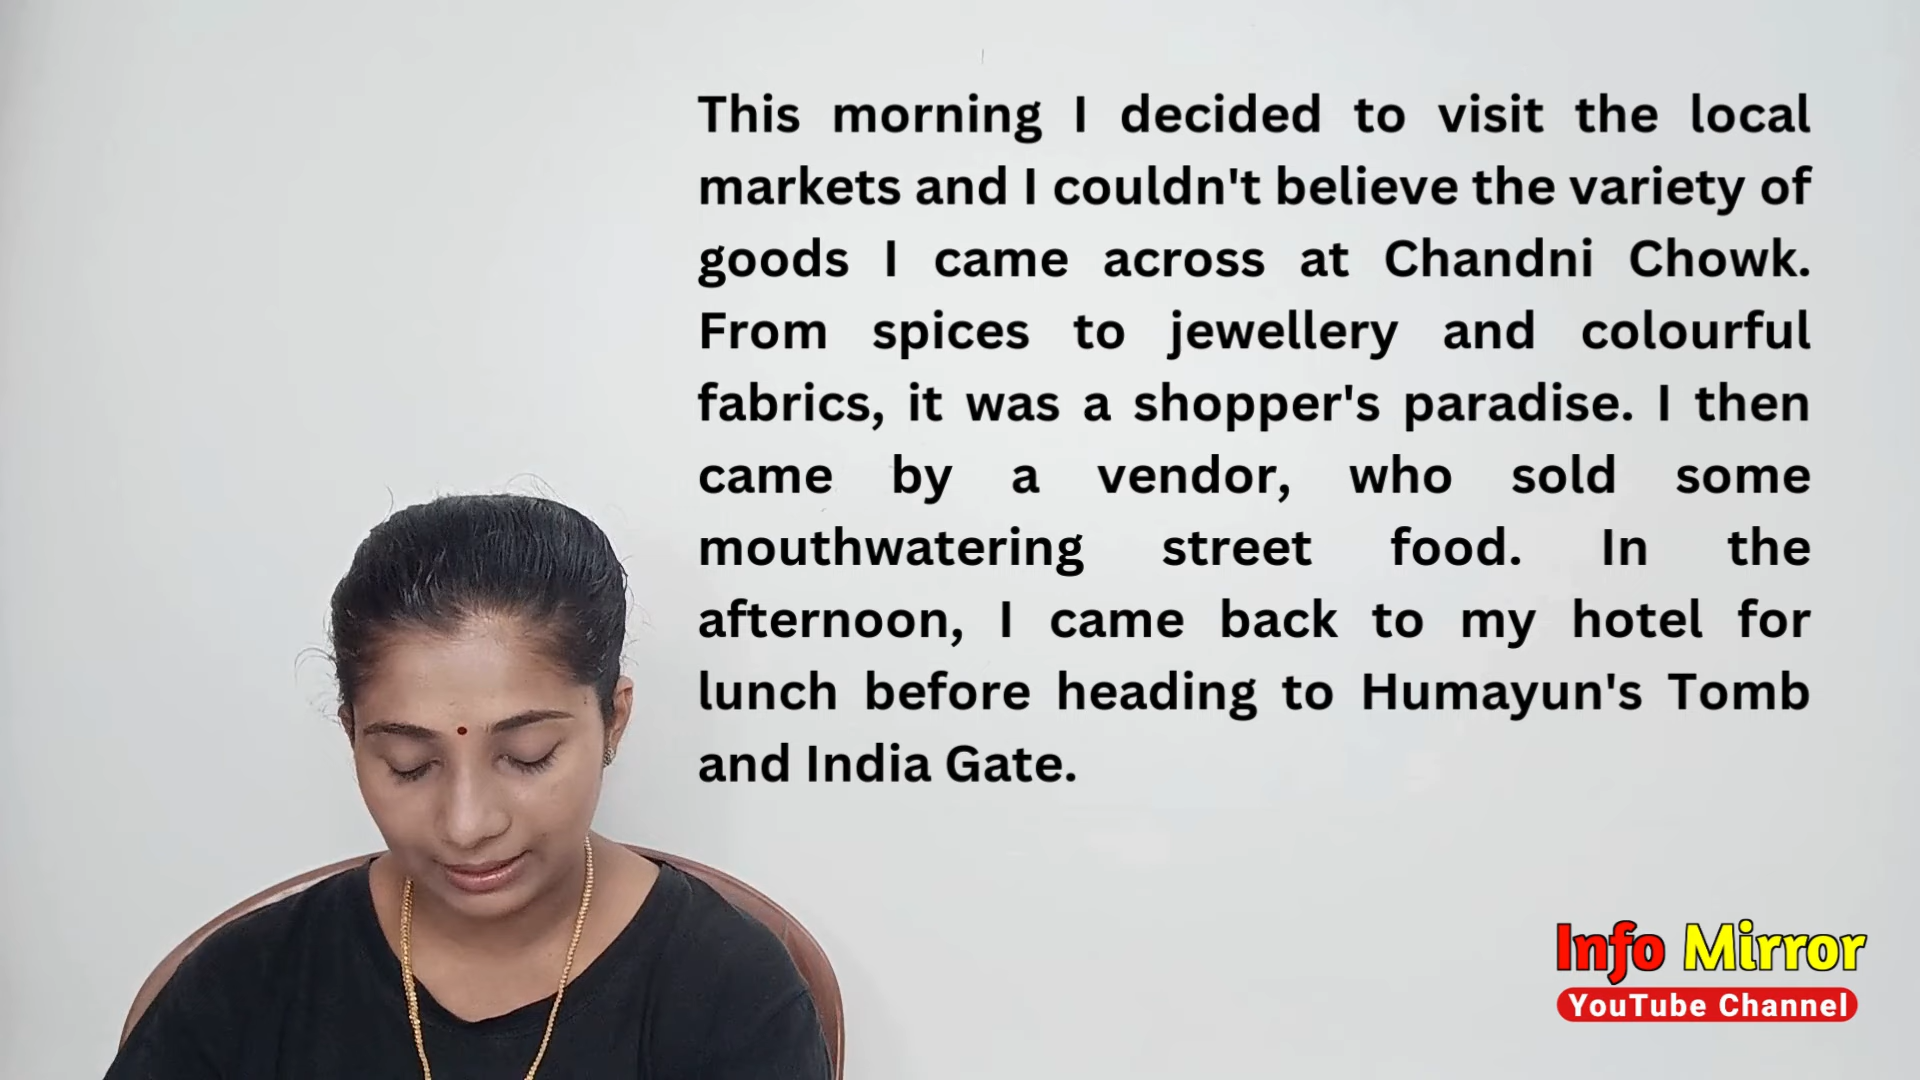 This morning I decided to visit the local
markets and I couldn't believe the variety of
goods I came across at Chandni Chowk.
From spices to jewellery and colourful
fabrics, it was a shopper's paradise. I then
came by a vendor, who sold some
mouthwatering street food. In the
afternoon, I came back to my hotel for
lunch before heading to Humayun's Tomb
and India Gate.
Info Mirror
YouTube Channel